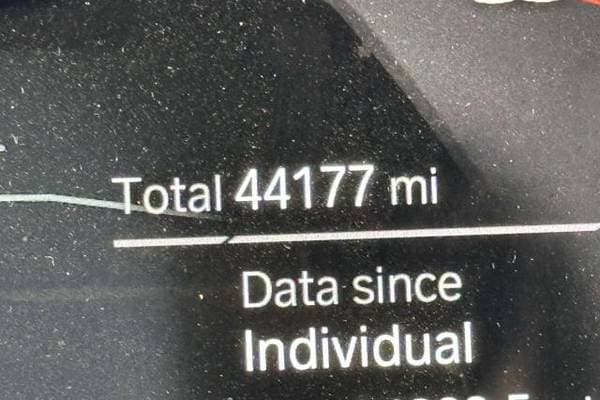 Total 44177 mi
Data since
Individual